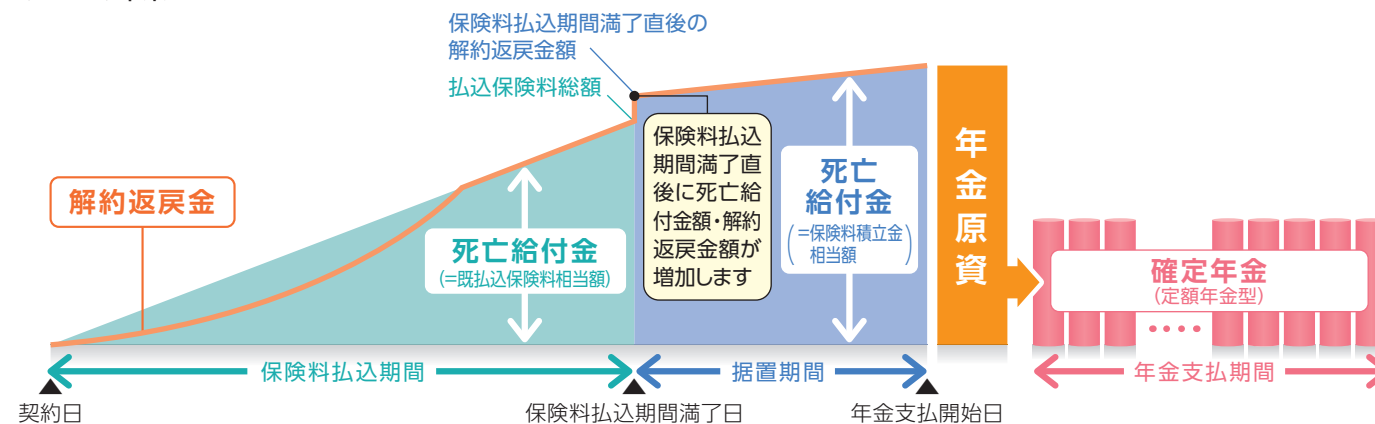 保険料払込期間満了直後の
解約返戻金額
払込保険料総額
解約返戻金
死亡給付金
(=既払込保険料相当額)
保険料払込
期間満了直
後に死亡給
付金額・解約
返戻金額が
増加します
死亡
給付金
(=保険料積立金
相当額)
年金原資
確定年金
(定額年金型)
保険料払込期間
据置期間
年金支払期間
契約日
保険料払込期間満了日
年金支払開始日